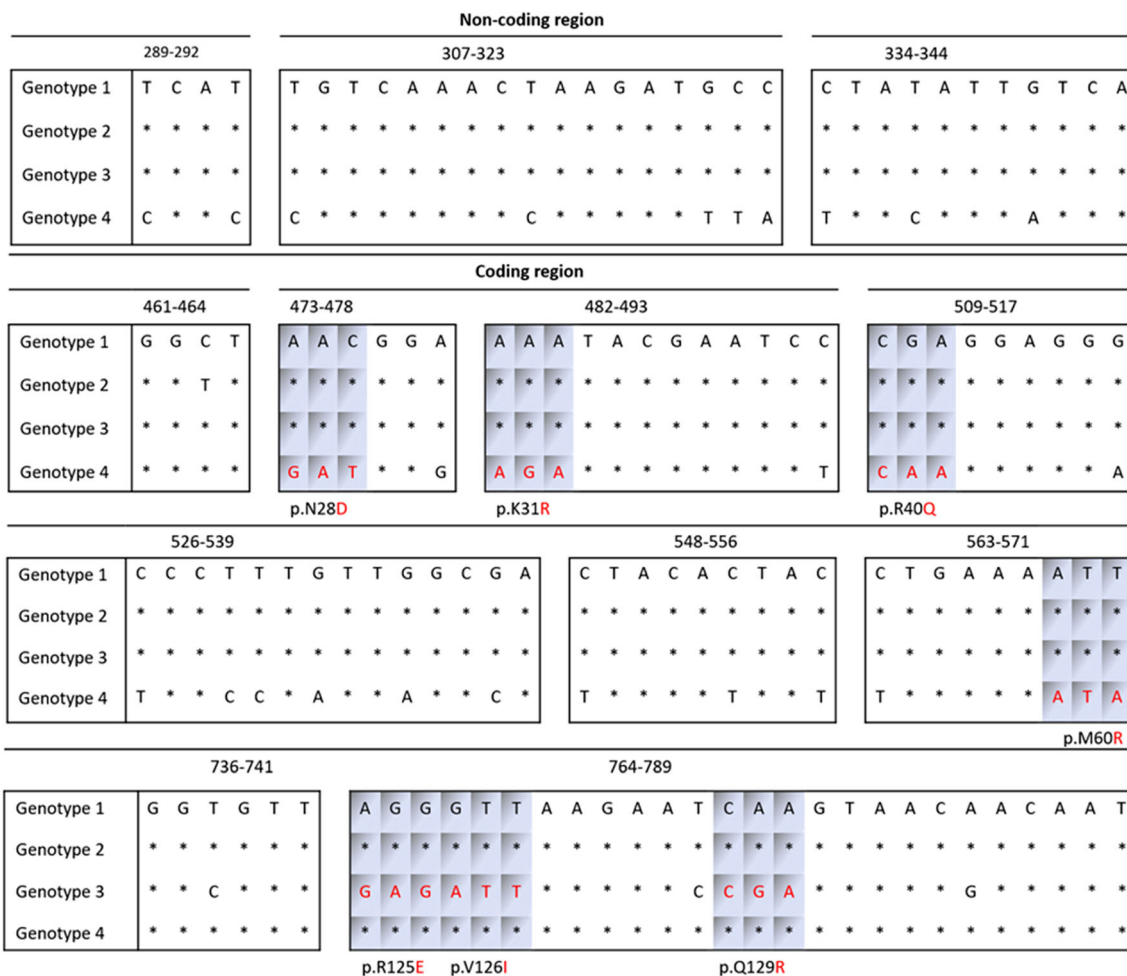 Non-coding region
289-292 307-323 334-344
Genotype 1 T C A T T G T C A A A C T A A G A T G C C C T A T A T T G T C A
Genotype 2 * * * * * * * * * * * * * * * * * * * * * * * * * * * * * * * *
Genotype 3 * * * * * * * * * * * * * * * * * * * * * * * * * * * * * * * *
Genotype 4 C * * C C * * * * * * * C * * * * * T T A T * * C * * * A * * *
Coding region
461-464 473-478 482-493 509-517
Genotype 1 G G C T A A C G G A A A A T A C G A A T C C C G A G G A G G G
Genotype 2 * * T * * * * * * * * * * * * * * * * * * * * * * * * * * * *
Genotype 3 * * * * * * * * * * * * * * * * * * * * * * * * * * * * * * *
Genotype 4 * * * * G A T * * G A G A * * * * * * * * T C A A * * * * * A
p.N28D p.K31R p.R40Q
526-539 548-556 563-571
Genotype 1 C C C T T T G T T G G C G A C T A C A C T A C C T G A A A A T T
Genotype 2 * * * * * * * * * * * * * * * * * * * * * * * * * * * * * * * *
Genotype 3 * * * * * * * * * * * * * * * * * * * * * * * * * * * * * * * *
Genotype 4 T * * C C * A * * A * * C * T * * * * T * * T T * * * * * A T A
p.M60R
736-741 764-789
Genotype 1 G G T G T T A G G G T T A A G A A T C A A G T A A C A A C A A T
Genotype 2 * * * * * * * * * * * * * * * * * * * * * * * * * * * * * * * *
Genotype 3 * * C * * * G A G A T T * * * * * C C G A * * * * * G * * * * *
Genotype 4 * * * * * * * * * * * * * * * * * * * * * * * * * * * * * * * *
p.R125E p.V126I p.Q129R